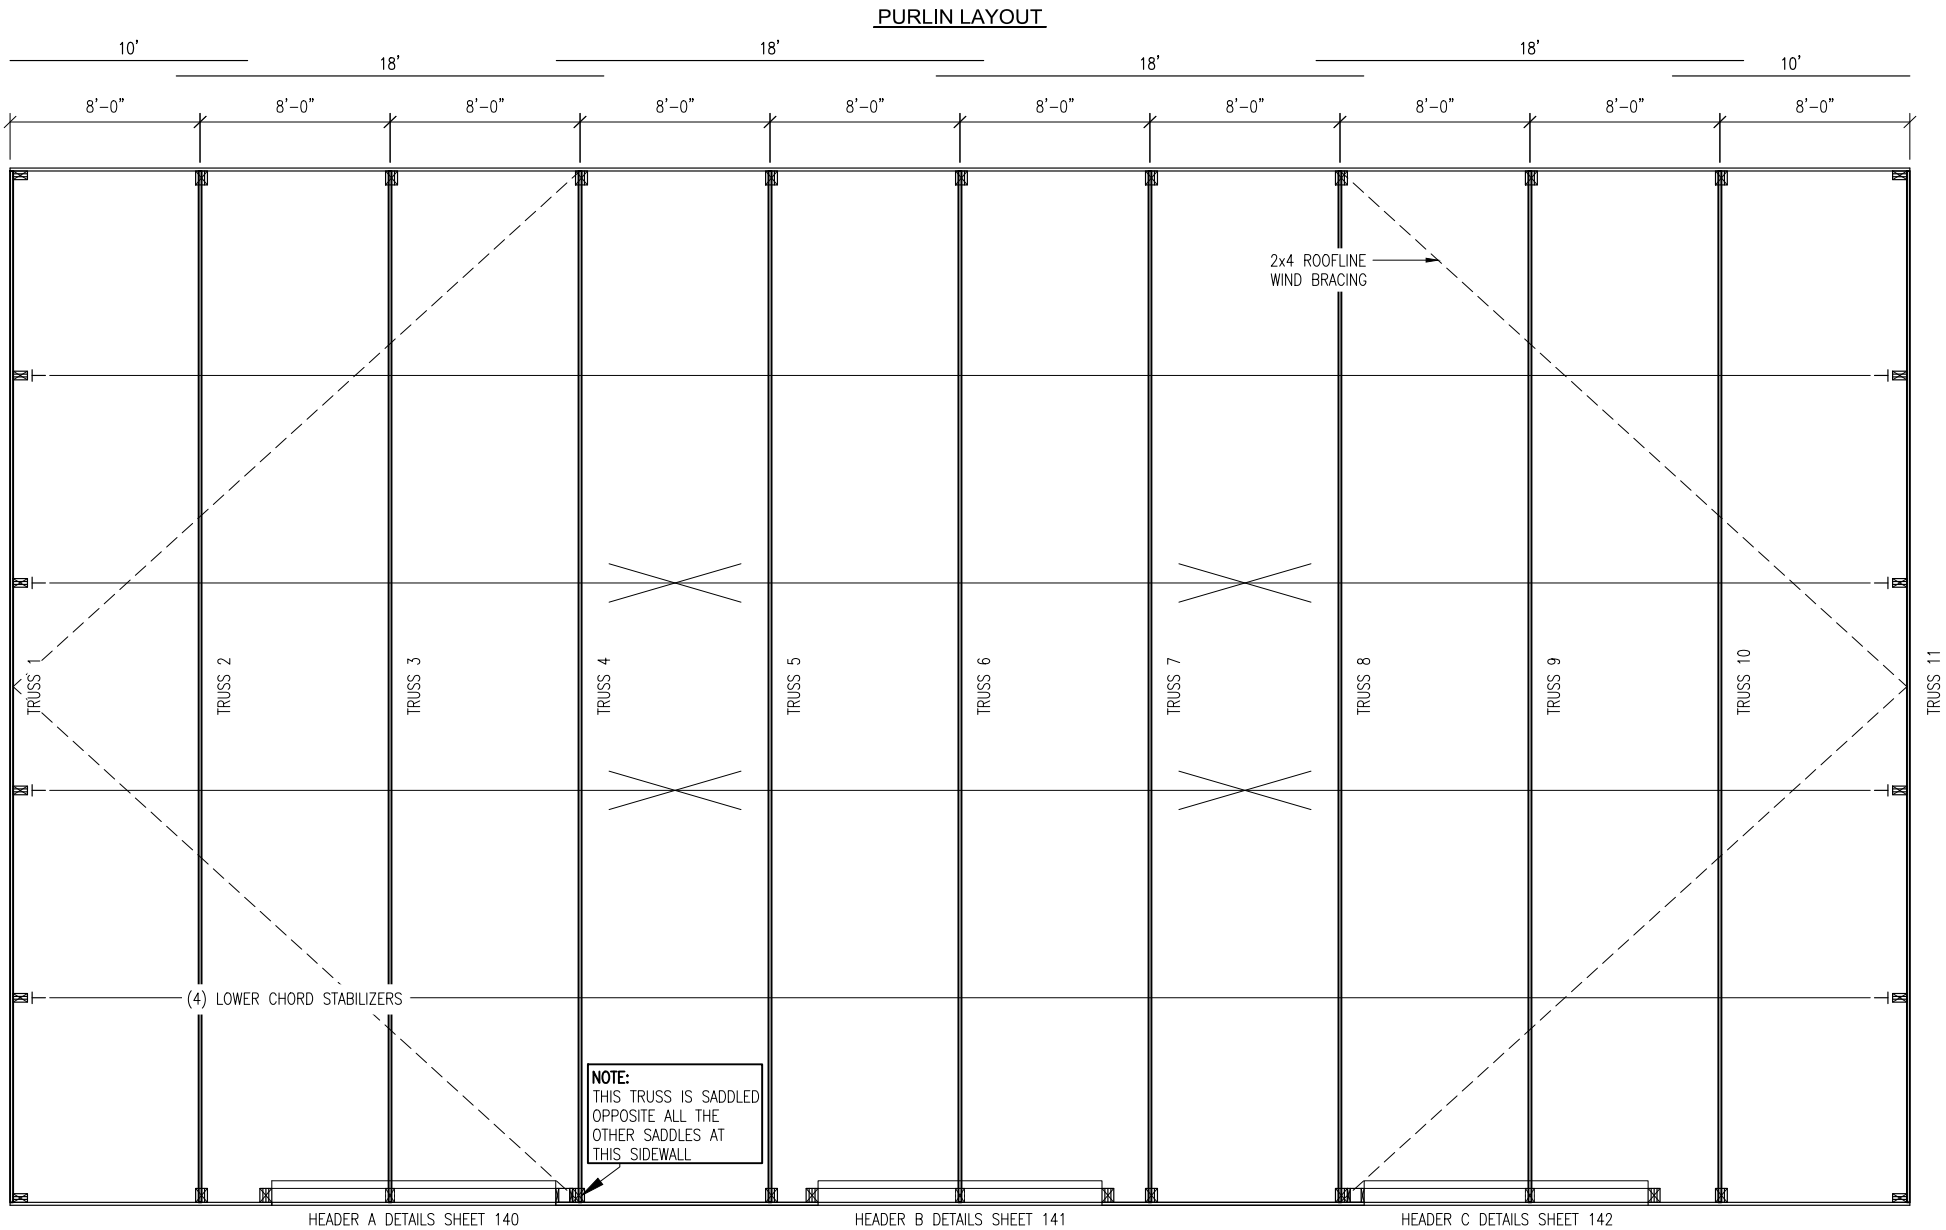 PURLIN LAYOUT
10' 18' 18'
18' 18' 10'
8'-0" 8'-0" 8'-0" 8'-0" 8'-0" 8'-0" 8'-0" 8'-0" 8'-0" 8'-0"
2x4 ROOFLINE
WIND BRACING
TRUSS 1
TRUSS 2
TRUSS 3
TRUSS 4
TRUSS 5
TRUSS 6
TRUSS 7
TRUSS 8
TRUSS 9
TRUSS 10
TRUSS 11
(4) LOWER CHORD STABILIZERS
NOTE:
THIS TRUSS IS SADDLED
OPPOSITE ALL THE
OTHER SADDLES AT
THIS SIDEWALL
HEADER A DETAILS SHEET 140
HEADER B DETAILS SHEET 141
HEADER C DETAILS SHEET 142